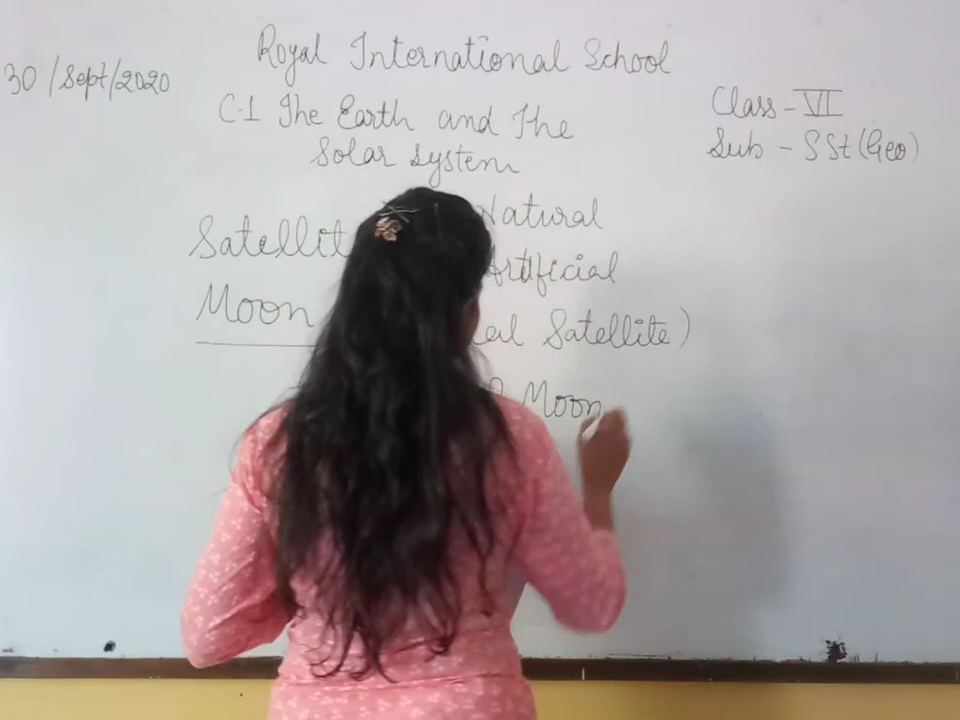 Royal International School
30/Sept/2020
C-1 The Earth and The
Solar System
Class - VI
Sub - SSt (Geo)
Natural
Satellit
Artificial
Moon
Satellite)
Moon